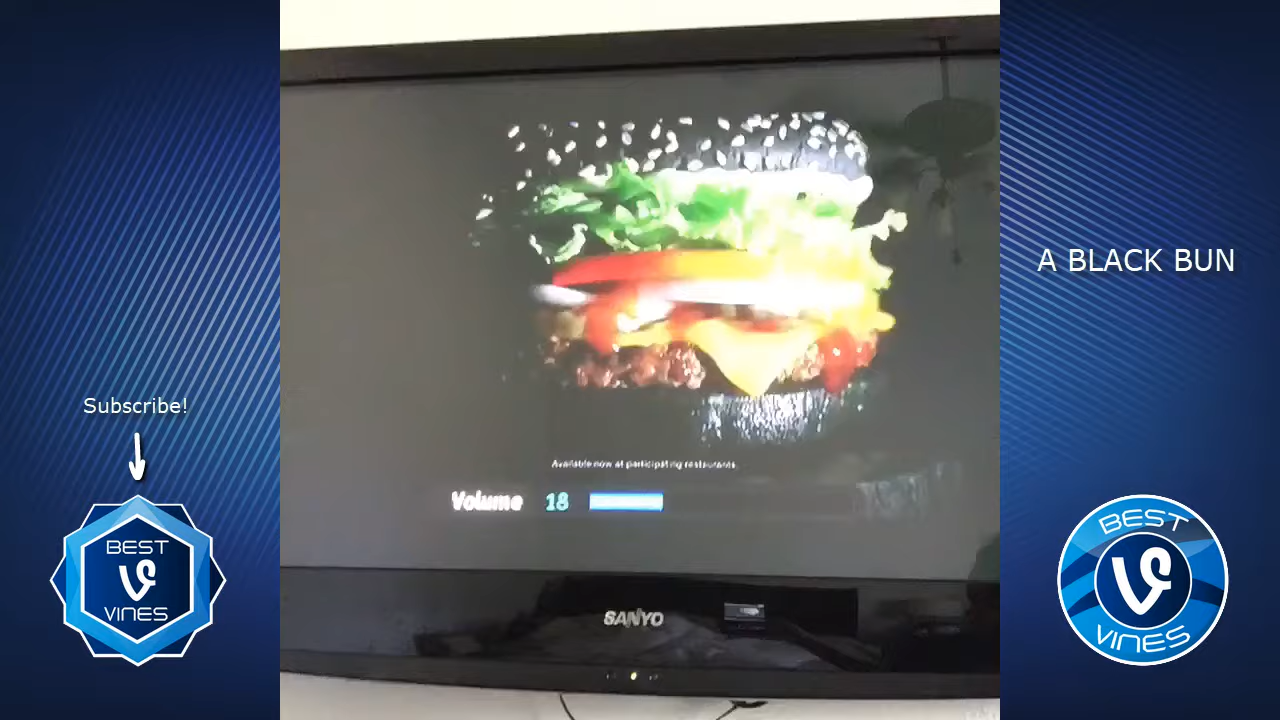 A BLACK BUN
Subscribe!
BEST
VINES
Available now at participating restaurants.
Volume 18
SANYO
BEST
VINES